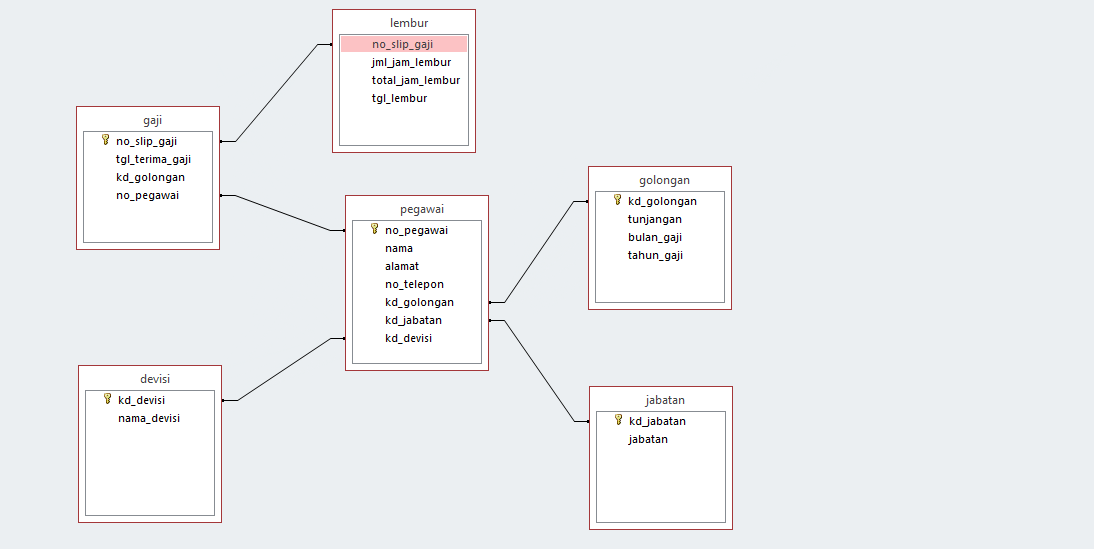 lembur
no_slip_gaji
jml_jam_lembur
total_jam_lembur
tgl_lembur
gaji
no_slip_gaji
tgl_terima_gaji
kd_golongan
no_pegawai
pegawai
no_pegawai
nama
alamat
no_telepon
kd_golongan
kd_jabatan
kd_devisi
golongan
kd_golongan
tunjangan
bulan_gaji
tahun_gaji
devisi
kd_devisi
nama_devisi
jabatan
kd_jabatan
jabatan